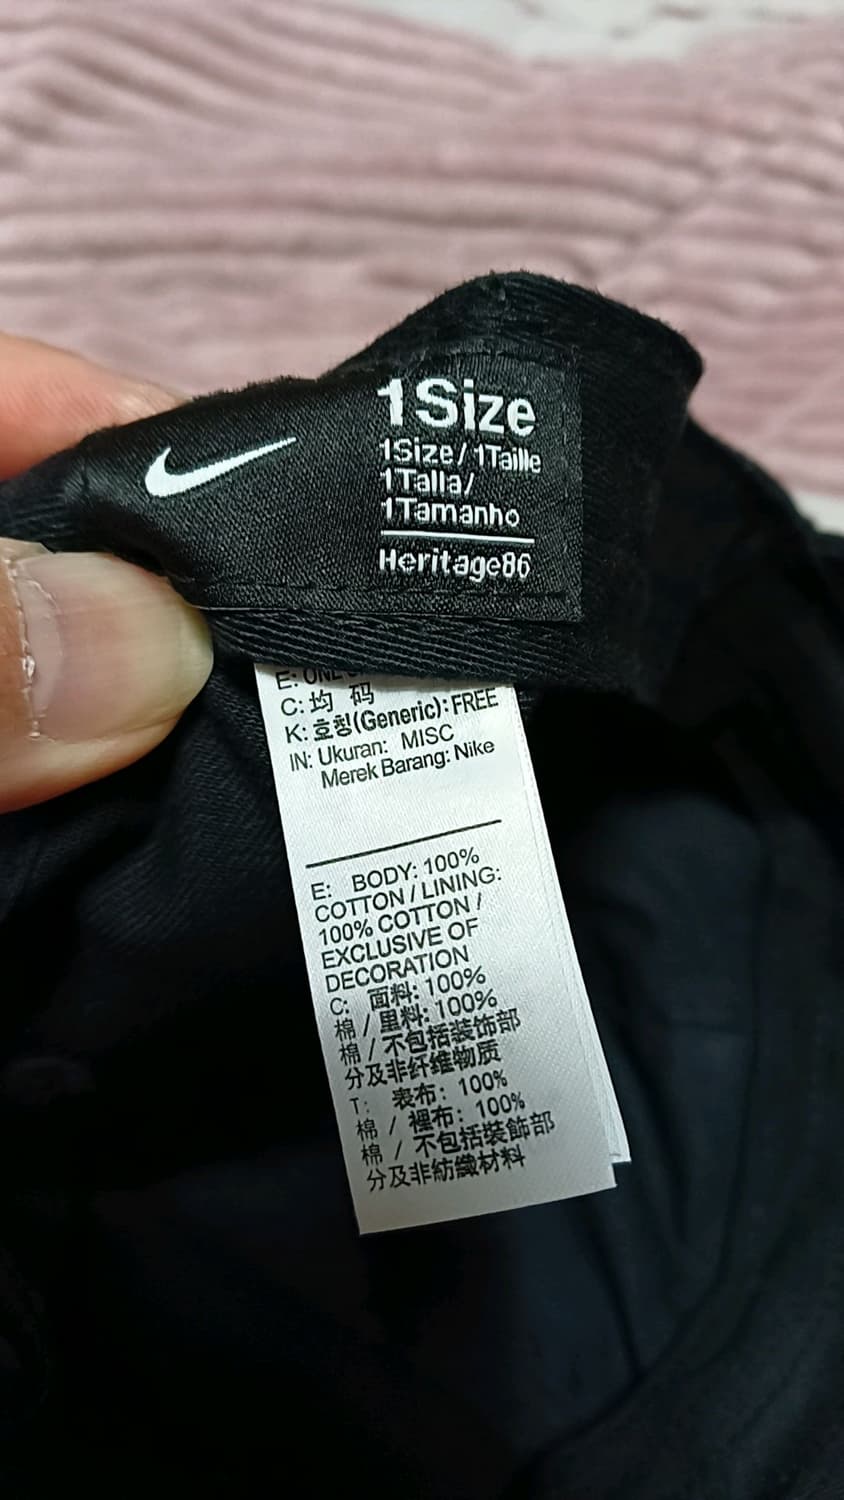 1Size
1Size/1Taille
1Talla/
1Tamanho
Heritage86
E: ONE
C: 均 码
K: 호칭(Generic): FREE
IN: Ukuran: MISC
Merek Barang: Nike
E: BODY: 100%
COTTON / LINING:
100% COTTON /
EXCLUSIVE OF
DECORATION
C: 面料: 100%
棉 / 里料: 100%
棉 / 不包括装饰部
分及非纤维物质
T: 表布: 100%
棉 / 裡布: 100%
棉 / 不包括裝飾部
分及非紡織材料